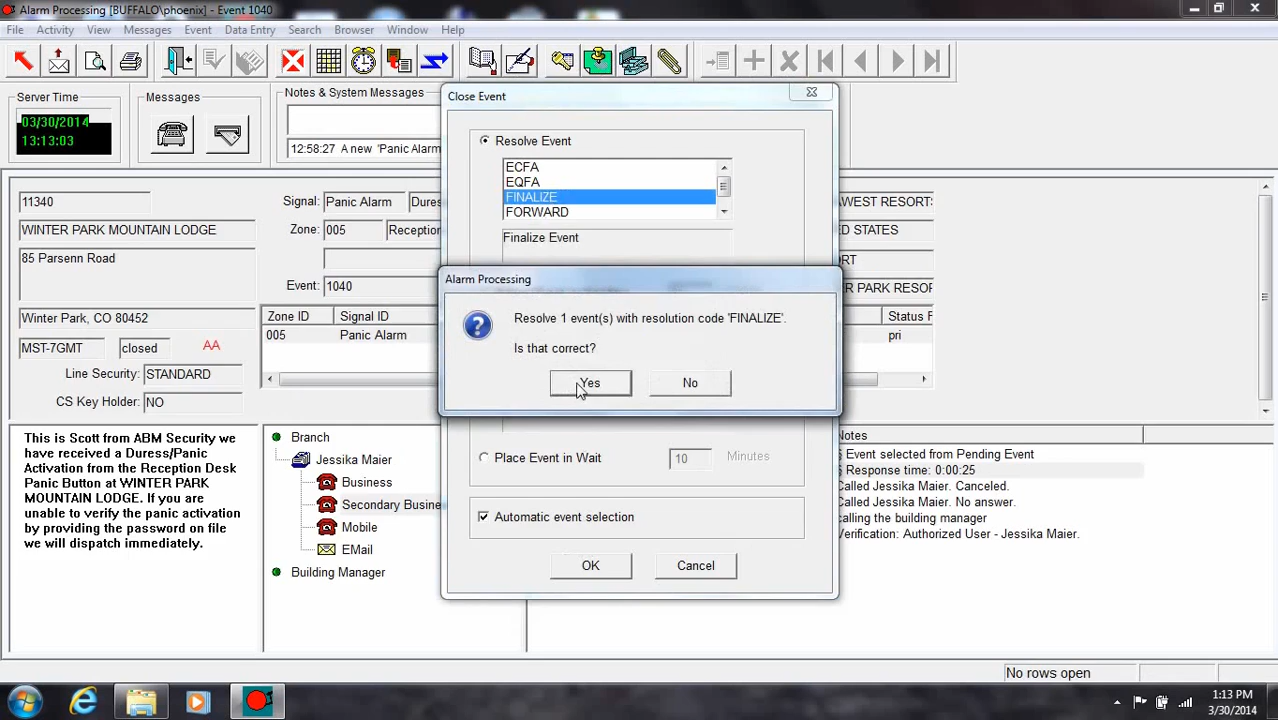 Alarm Processing [BUFFALO\phoenix] - Event 1040
File Activity View Messages Event Data Entry Search Browser Window Help
Server Time
03/30/2014
13:13:03
Messages
Notes & System Messages
12:58:27 A new 'Panic Alarm
11340
WINTER PARK MOUNTAIN LODGE
85 Parsenn Road
Winter Park, CO 80452
MST-7GMT closed AA
Line Security: STANDARD
CS Key Holder: NO
Signal: Panic Alarm Dures
Zone: 005 Reception
Event: 1040
Zone ID Signal ID
005 Panic Alarm
Status F
pri
Close Event
Resolve Event
ECFA
EQFA
FINALIZE
FORWARD
Finalize Event
Alarm Processing
Resolve 1 event(s) with resolution code 'FINALIZE'.
Is that correct?
Yes No
Place Event in Wait 10 Minutes
Automatic event selection
OK Cancel
This is Scott from ABM Security we
have received a Duress/Panic
Activation from the Reception Desk
Panic Button at WINTER PARK
MOUNTAIN LODGE. If you are
unable to verify the panic activation
by providing the password on file
we will dispatch immediately.
Branch
Jessika Maier
Business
Secondary Busine
Mobile
EMail
Building Manager
Notes
Event selected from Pending Event
Response time: 0:00:25
Called Jessika Maier. Canceled.
Called Jessika Maier. No answer.
calling the building manager
Verification: Authorized User - Jessika Maier.
No rows open
1:13 PM
3/30/2014